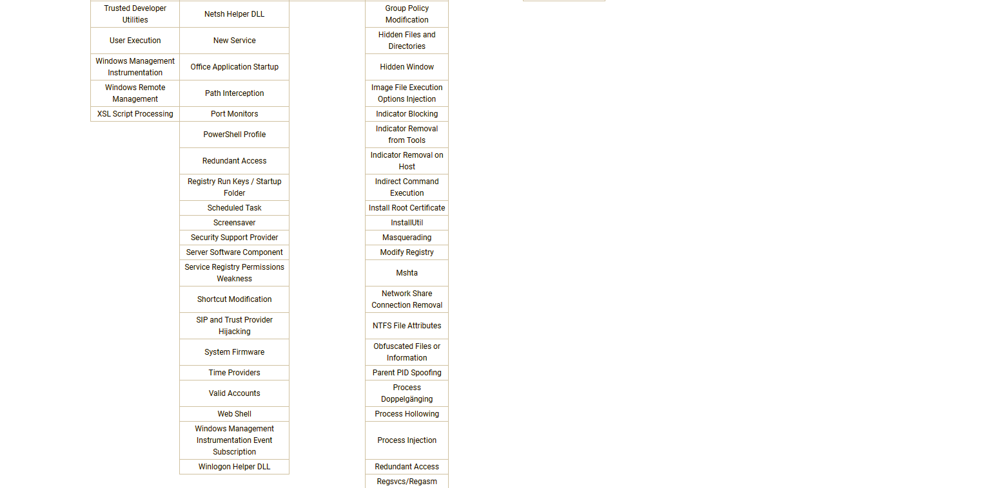 Trusted Developer
Utilities
User Execution
Windows Management
Instrumentation
Windows Remote
Management
XSL Script Processing
Netsh Helper DLL
New Service
Office Application Startup
Path Interception
Port Monitors
PowerShell Profile
Redundant Access
Registry Run Keys / Startup
Folder
Scheduled Task
Screensaver
Security Support Provider
Server Software Component
Service Registry Permissions
Weakness
Shortcut Modification
SIP and Trust Provider
Hijacking
System Firmware
Time Providers
Valid Accounts
Web Shell
Windows Management
Instrumentation Event
Subscription
Winlogon Helper DLL
Group Policy
Modification
Hidden Files and
Directories
Hidden Window
Image File Execution
Options Injection
Indicator Blocking
Indicator Removal
from Tools
Indicator Removal on
Host
Indirect Command
Execution
Install Root Certificate
InstallUtil
Masquerading
Modify Registry
Mshta
Network Share
Connection Removal
NTFS File Attributes
Obfuscated Files or
Information
Parent PID Spoofing
Process
Doppelgänging
Process Hollowing
Process Injection
Redundant Access
Regsvcs/Regasm